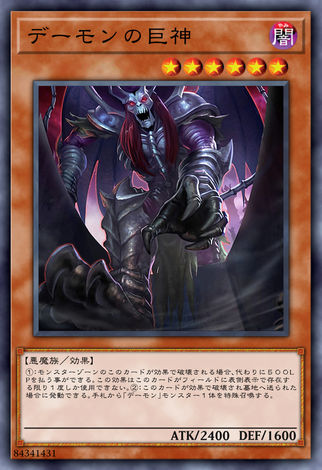 デーモンの巨神
闇
やみ
【悪魔族／効果】
①：モンスターゾーンのこのカードが効果で破壊される場合、代わりに５００L
Pを払う事ができる。この効果はこのカードがフィールドに表側表示で存在す
る限り１度しか使用できない。②：このカードが効果で破壊され墓地へ送られ
た場合に発動できる。手札から「デーモン」モンスター１体を特殊召喚する。
ATK/2400 DEF/1600
84341431